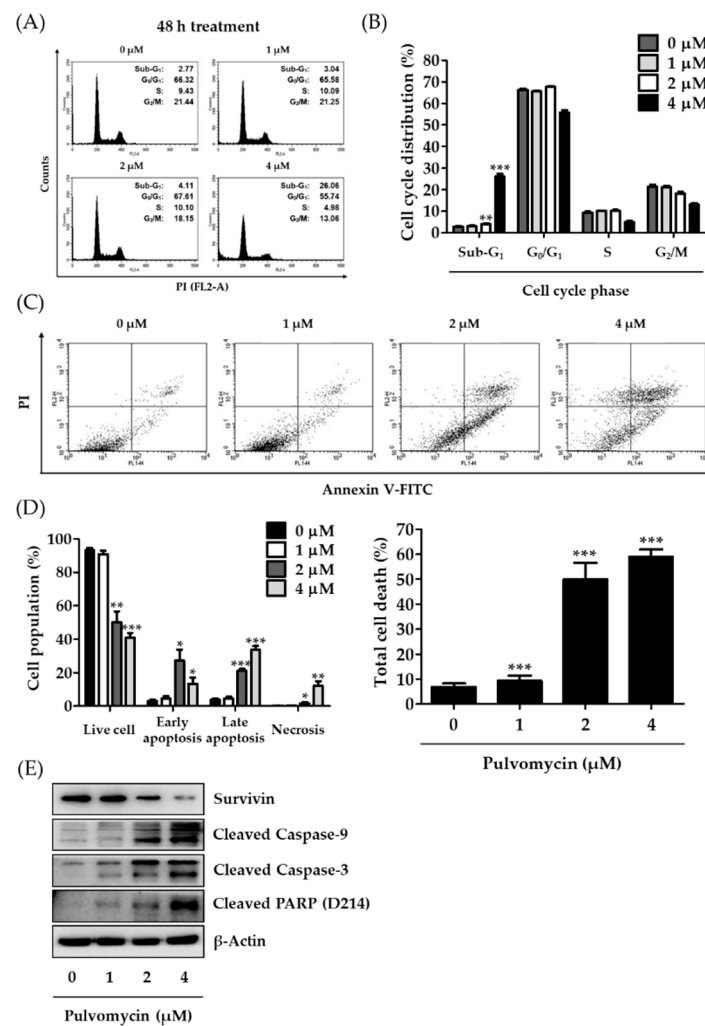 (A)
48 h treatment
0 µM
1 µM
Sub-G₁: 2.77
G₀/G₁: 66.32
S: 9.43
G₂/M: 21.44
Sub-G₁: 3.04
G₀/G₁: 65.58
S: 10.09
G₂/M: 21.25
2 µM
4 µM
Sub-G₁: 4.11
G₀/G₁: 67.61
S: 10.10
G₂/M: 18.15
Sub-G₁: 26.06
G₀/G₁: 55.74
S: 4.98
G₂/M: 13.06
Counts
PI (FL2-A)
(B)
0 µM
1 µM
2 µM
4 µM
Cell cycle distribution (%)
80
70
60
50
40
30
20
10
0
**
***
Sub-G₁ G₀/G₁ S G₂/M
Cell cycle phase
(C)
0 µM 1 µM 2 µM 4 µM
PI
FL2-H
FL1-H
10⁰ 10¹ 10² 10³ 10⁴
Annexin V-FITC
(D)
0 µM
1 µM
2 µM
4 µM
Cell population (%)
100
80
60
40
20
0
** *** * * *** *** * **
Live cell Early apoptosis Late apoptosis Necrosis
Total cell death (%)
70
60
50
40
30
20
10
0
*** *** ***
0 1 2 4
Pulvomycin (µM)
(E)
Survivin
Cleaved Caspase-9
Cleaved Caspase-3
Cleaved PARP (D214)
β-Actin
0 1 2 4
Pulvomycin (µM)